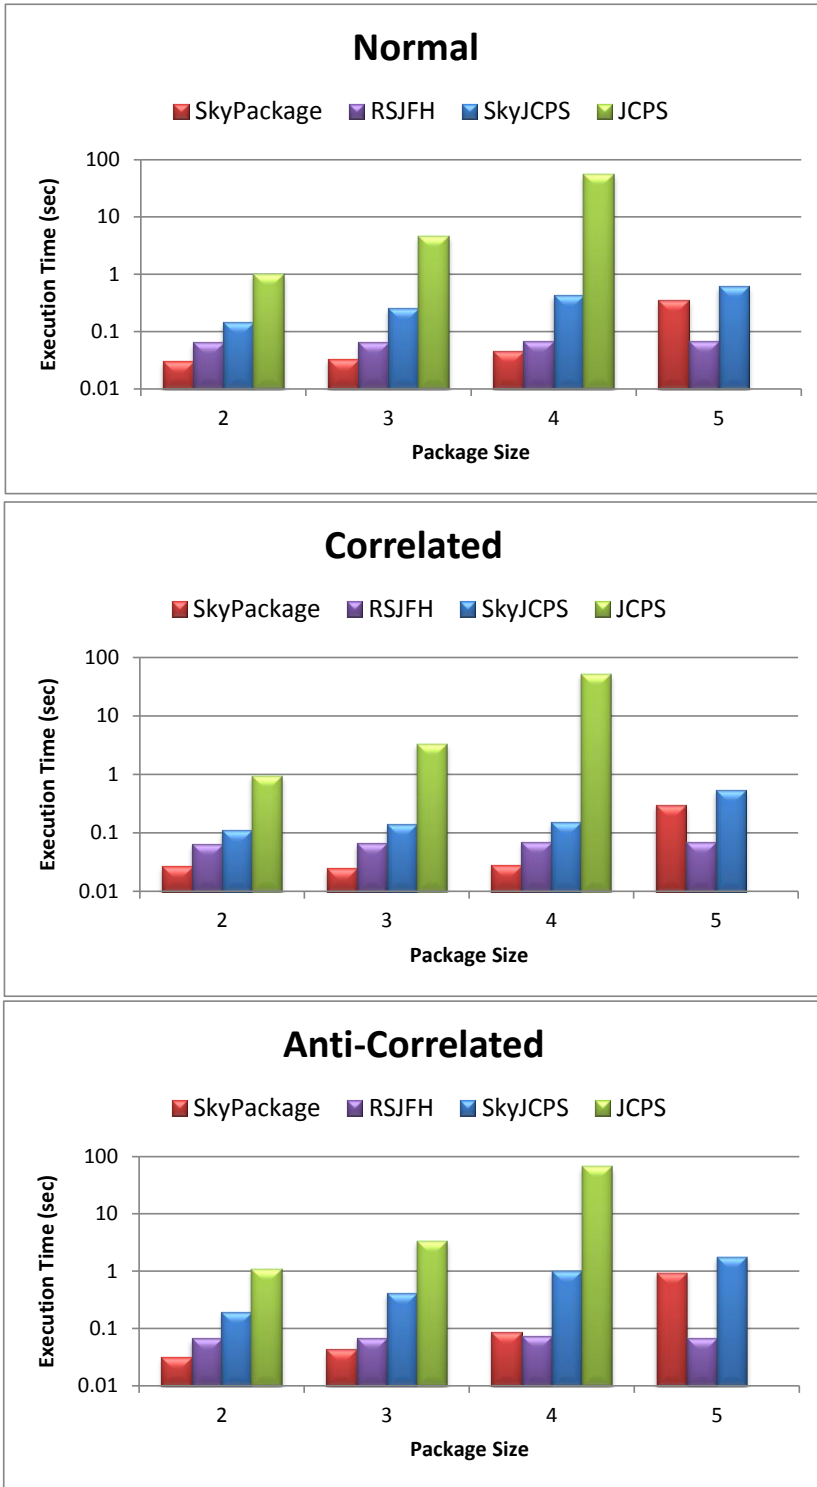 Normal
SkyPackage RSJFH SkyJCPS JCPS
Execution Time (sec)
100
10
1
0.1
0.01
2 3 4 5
Package Size
Correlated
SkyPackage RSJFH SkyJCPS JCPS
Execution Time (sec)
100
10
1
0.1
0.01
2 3 4 5
Package Size
Anti-Correlated
SkyPackage RSJFH SkyJCPS JCPS
Execution Time (sec)
100
10
1
0.1
0.01
2 3 4 5
Package Size